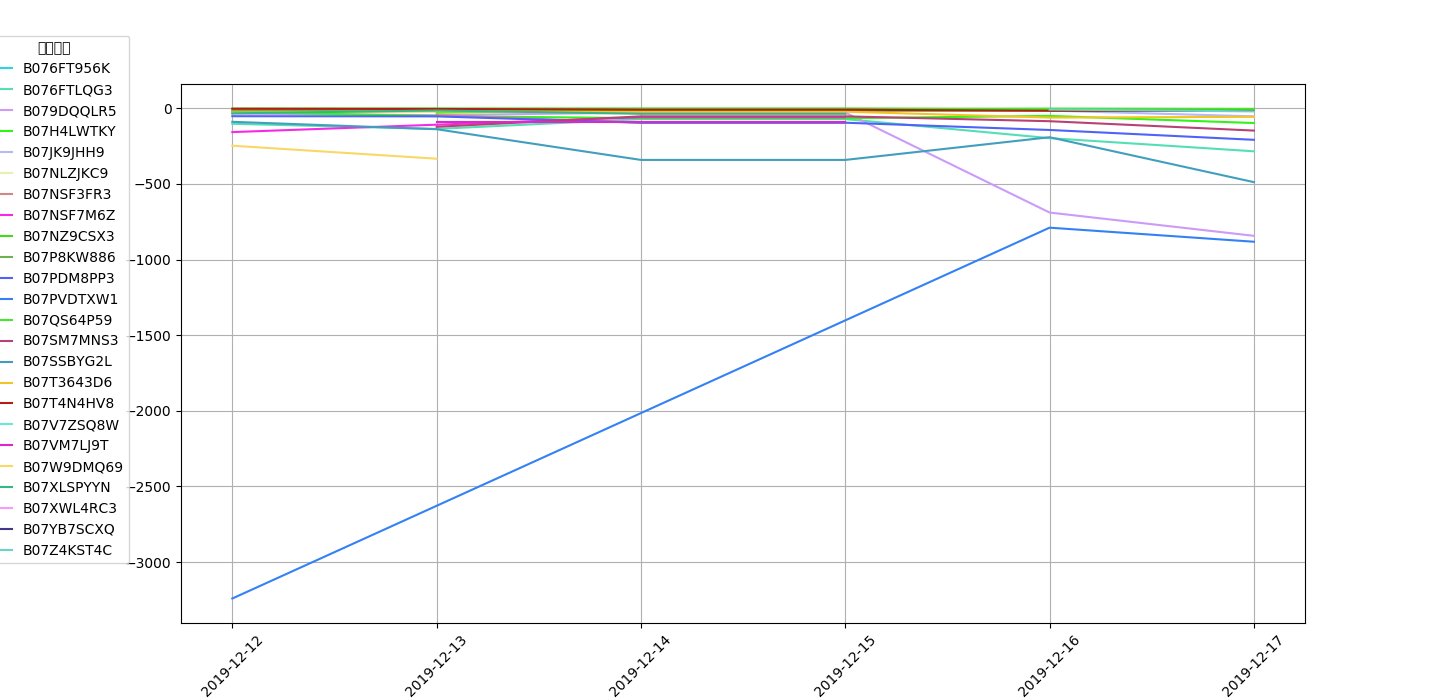 B076FT956K
B076FTLQG3
B079DQQLR5
B07H4LWTKY
B07JK9JHH9
B07NLZJKC9
B07NSF3FR3
B07NSF7M6Z
B07NZ9CSX3
B07P8KW886
B07PDM8PP3
B07PVDTXW1
B07QS64P59
B07SM7MNS3
B07SSBYG2L
B07T3643D6
B07T4N4HV8
B07V7ZSQ8W
B07VM7LJ9T
B07W9DMQ69
B07XLSPYYN
B07XWL4RC3
B07YB7SCXQ
B07Z4KST4C
0
−500
−1000
−1500
−2000
−2500
−3000
2019-12-12
2019-12-13
2019-12-14
2019-12-15
2019-12-16
2019-12-17